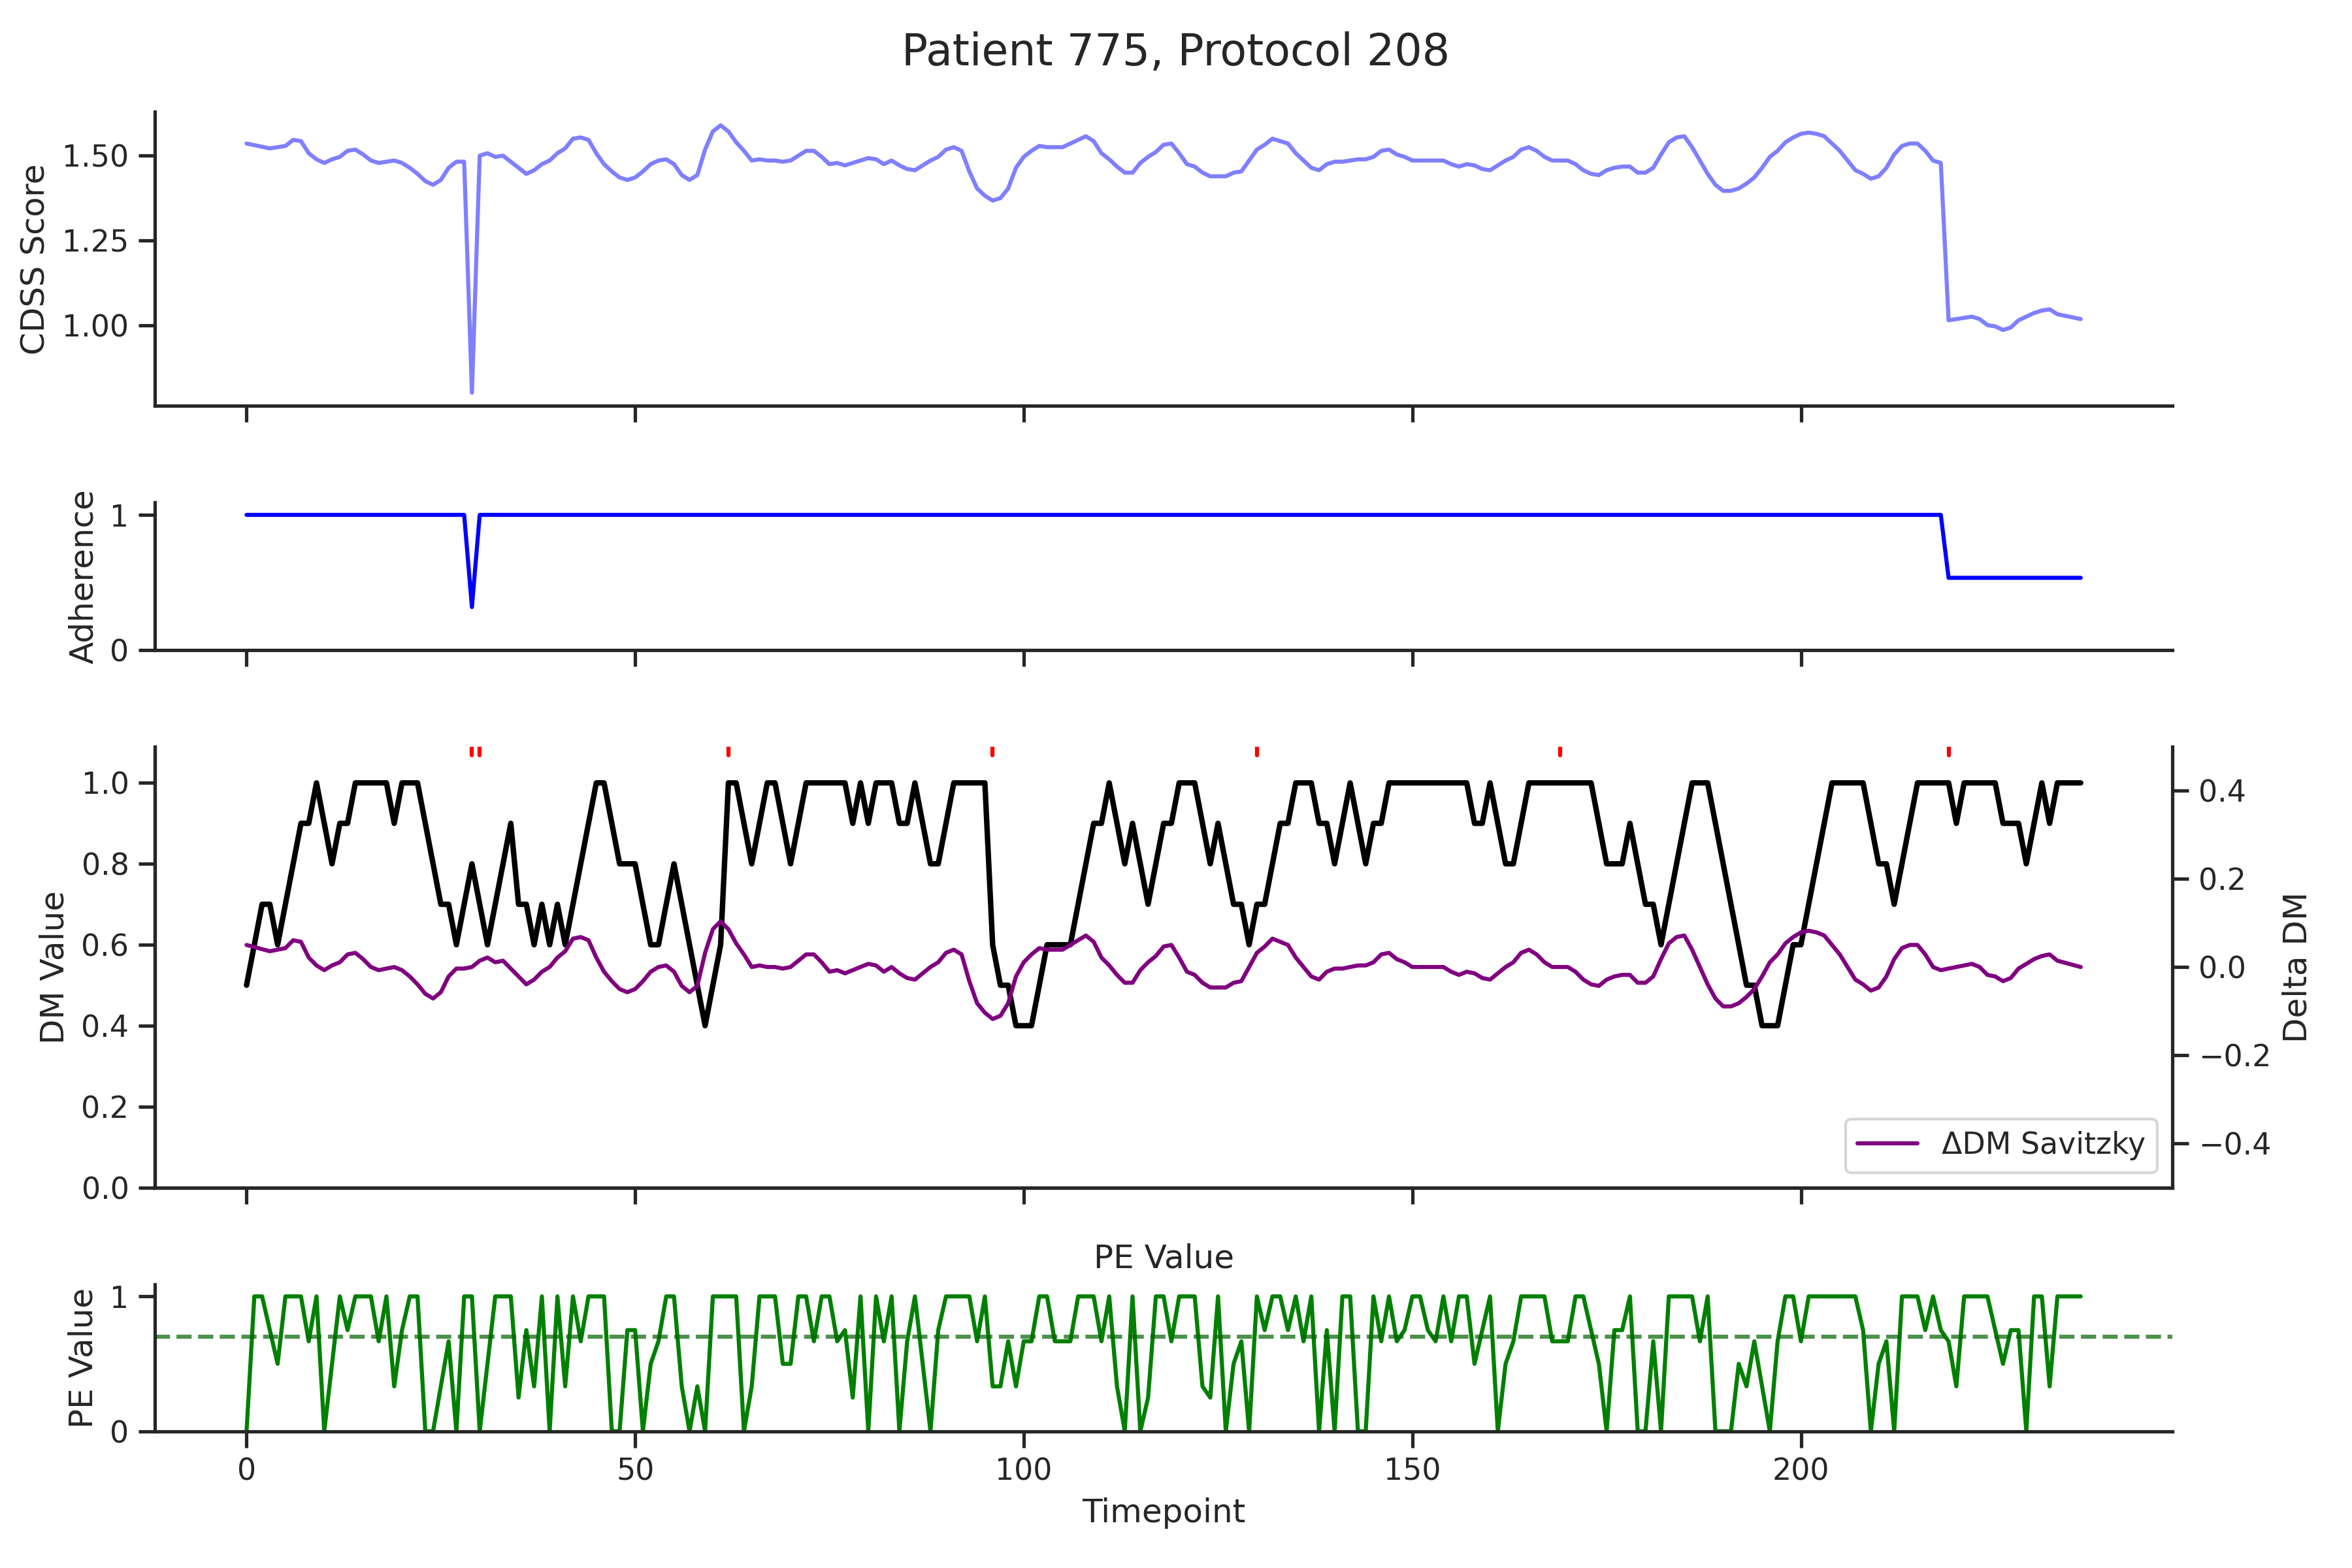 Patient 775, Protocol 208
CDSS Score
1.50
1.25
1.00
Adherence
1
0
DM Value
1.0
0.8
0.6
0.4
0.2
0.0
Delta DM
0.4
0.2
0.0
−0.2
−0.4
ΔDM Savitzky
PE Value
PE Value
1
0
0
50
100
150
200
Timepoint